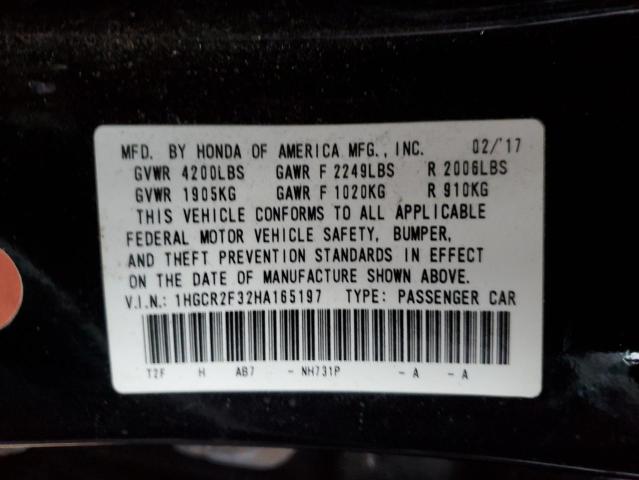 MFD. BY HONDA OF AMERICA MFG., INC. 02/'17
GVWR 4200LBS GAWR F 2249LBS R 2006LBS
GVWR 1905KG GAWR F 1020KG R 910KG
THIS VEHICLE CONFORMS TO ALL APPLICABLE
FEDERAL MOTOR VEHICLE SAFETY, BUMPER,
AND THEFT PREVENTION STANDARDS IN EFFECT
ON THE DATE OF MANUFACTURE SHOWN ABOVE.
V.I.N.: 1HGCR2F32HA165197 TYPE: PASSENGER CAR
T2F H AB7 - NH731P - A - A